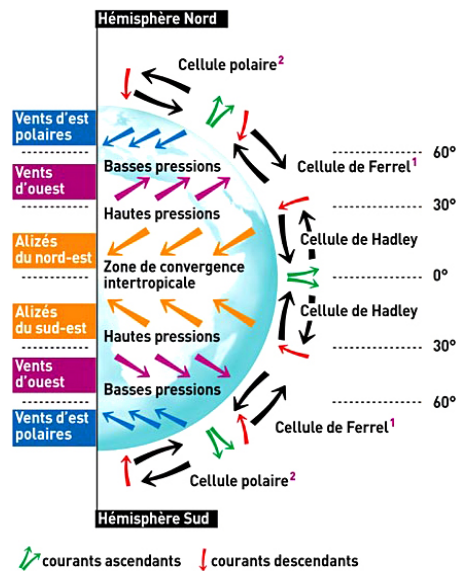 Hémisphère Nord
Cellule polaire²
Vents d'est
polaires
60°
Basses pressions
Cellule de Ferrel¹
Vents
d'ouest
30°
Hautes pressions
Alizés
du nord-est
Cellule de Hadley
Zone de convergence
intertropicale
0°
Alizés
du sud-est
Cellule de Hadley
Hautes pressions
30°
Vents
d'ouest
Basses pressions
60°
Vents d'est
polaires
Cellule de Ferrel¹
Cellule polaire²
Hémisphère Sud
courants ascendants
courants descendants